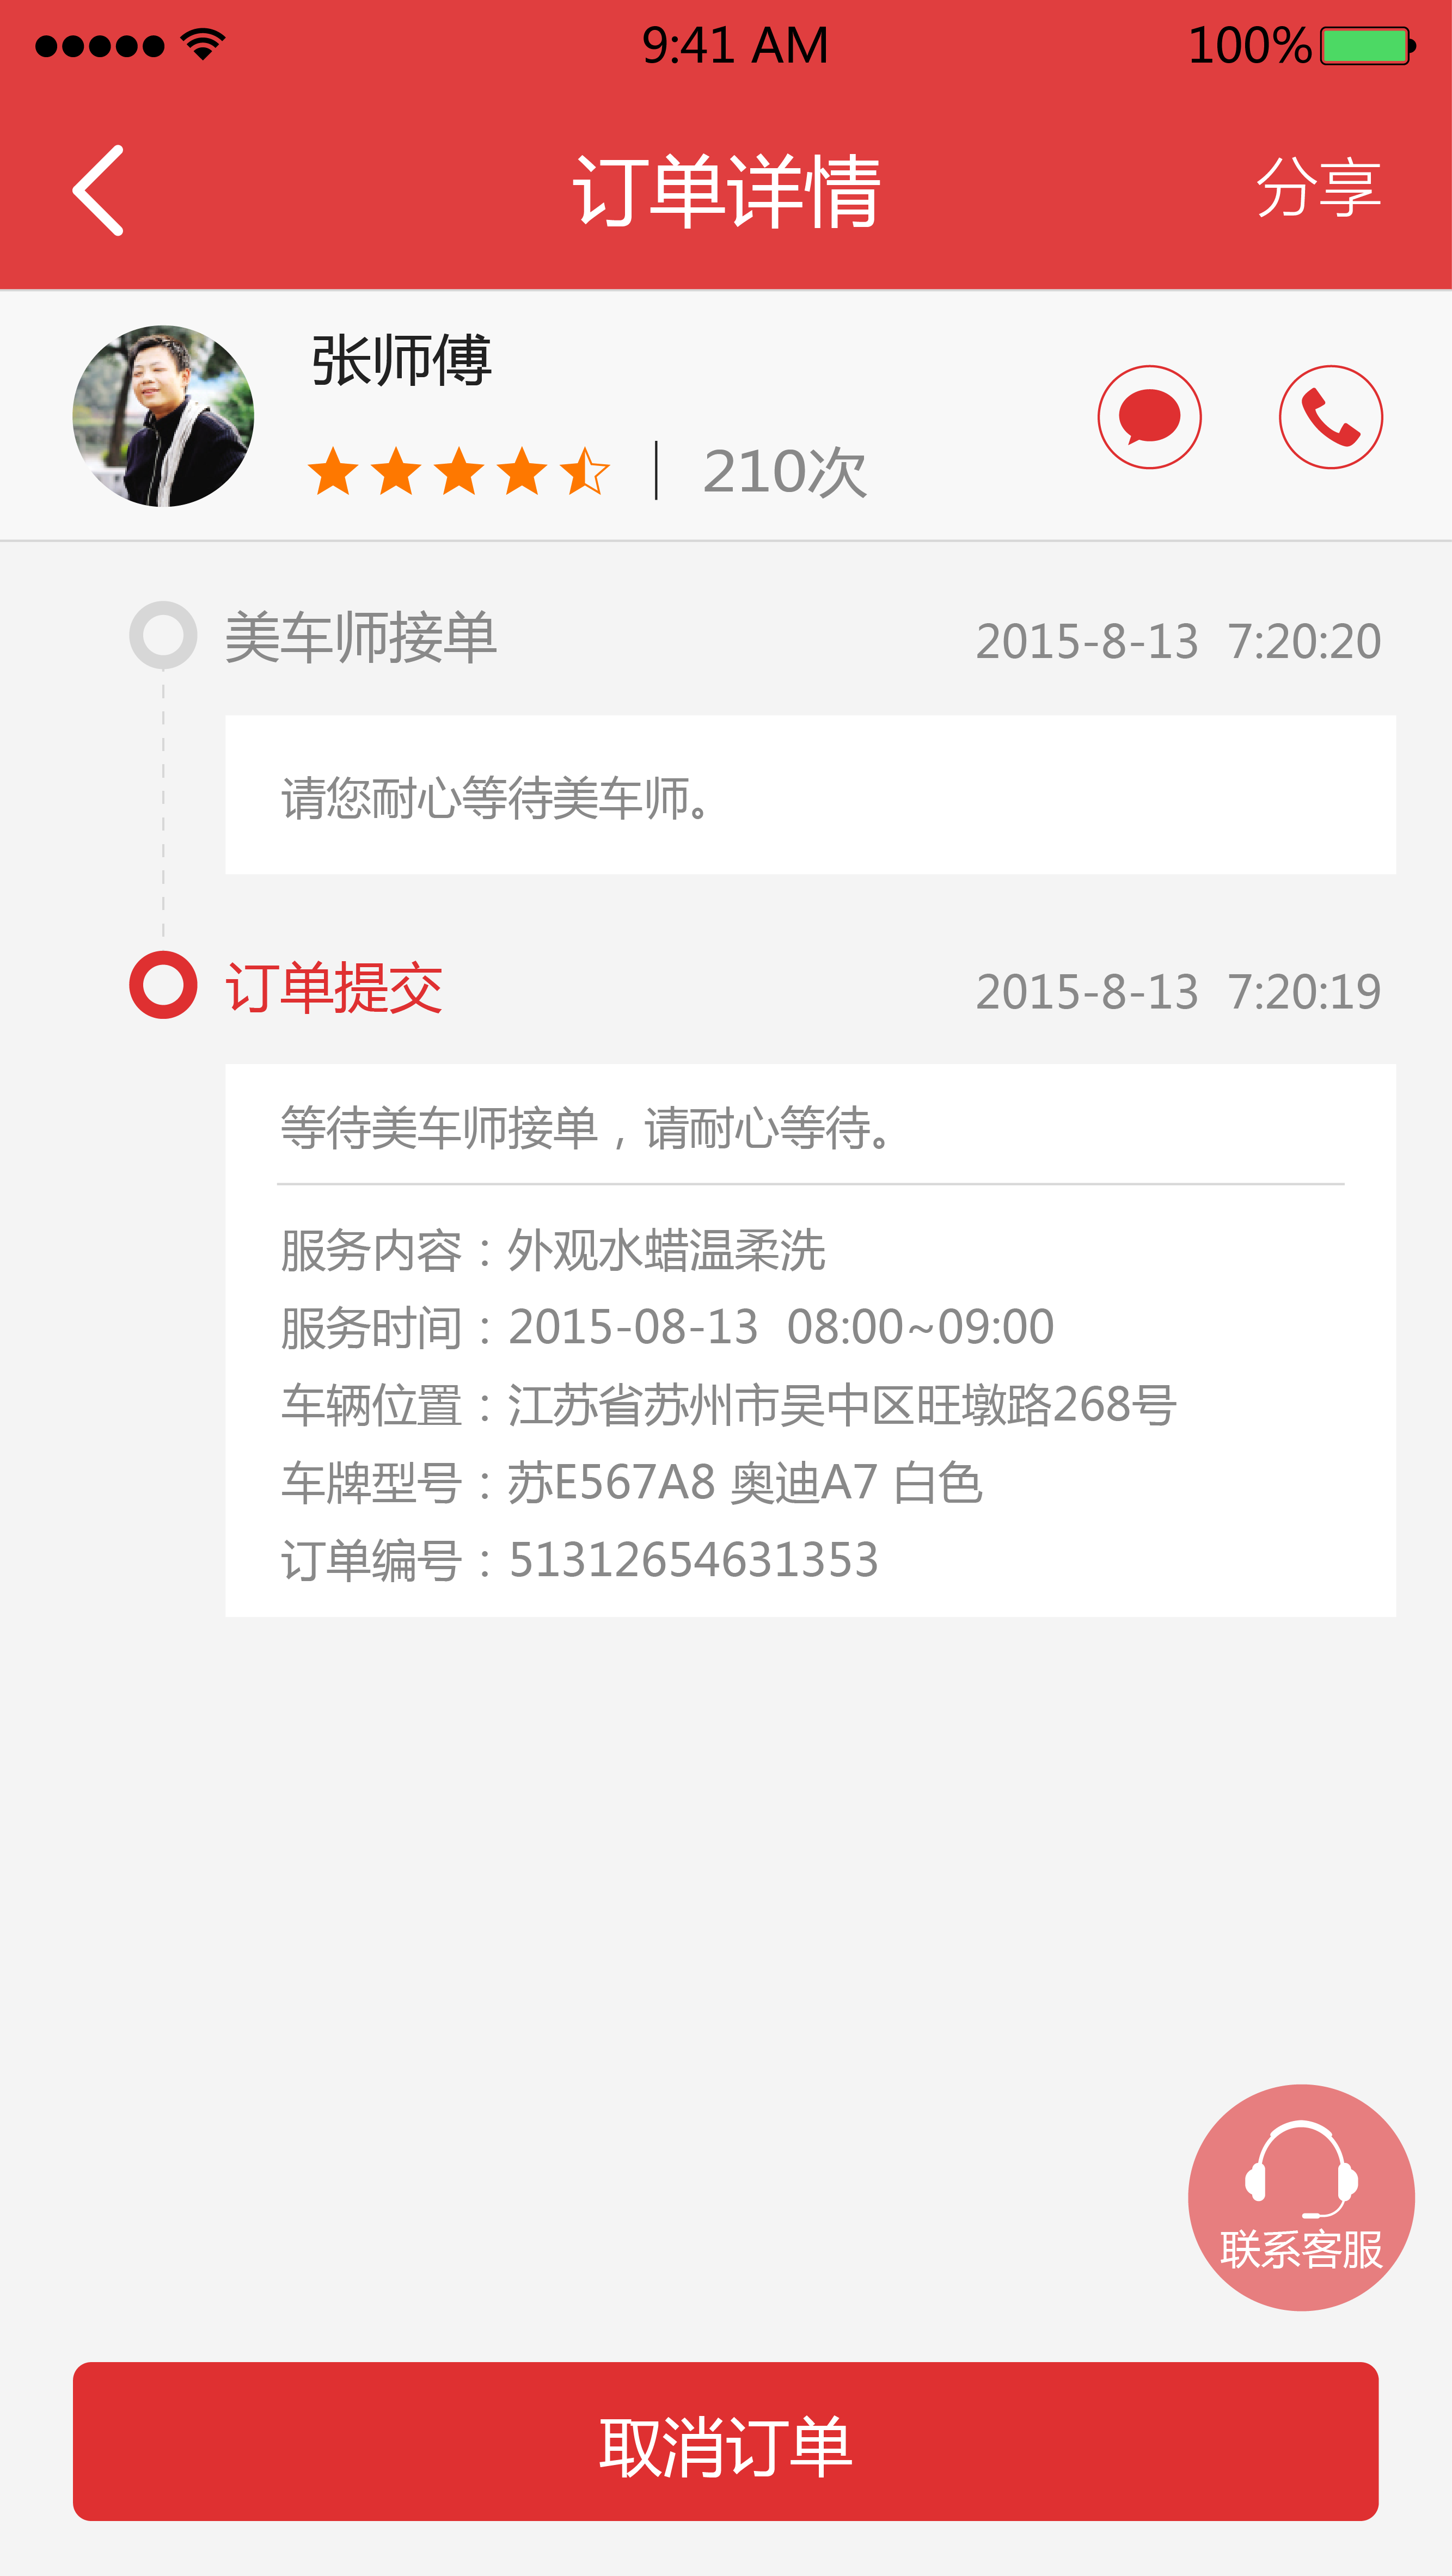 9:41 AM
100%
订单详情
分享
张师傅
210次
美车师接单
2015-8-13 7:20:20
请您耐心等待美车师。
订单提交
2015-8-13 7:20:19
等待美车师接单，请耐心等待。
服务内容：外观水蜡温柔洗
服务时间：2015-08-13 08:00~09:00
车辆位置：江苏省苏州市吴中区旺墩路268号
车牌型号：苏E567A8 奥迪A7 白色
订单编号：51312654631353
联系客服
取消订单